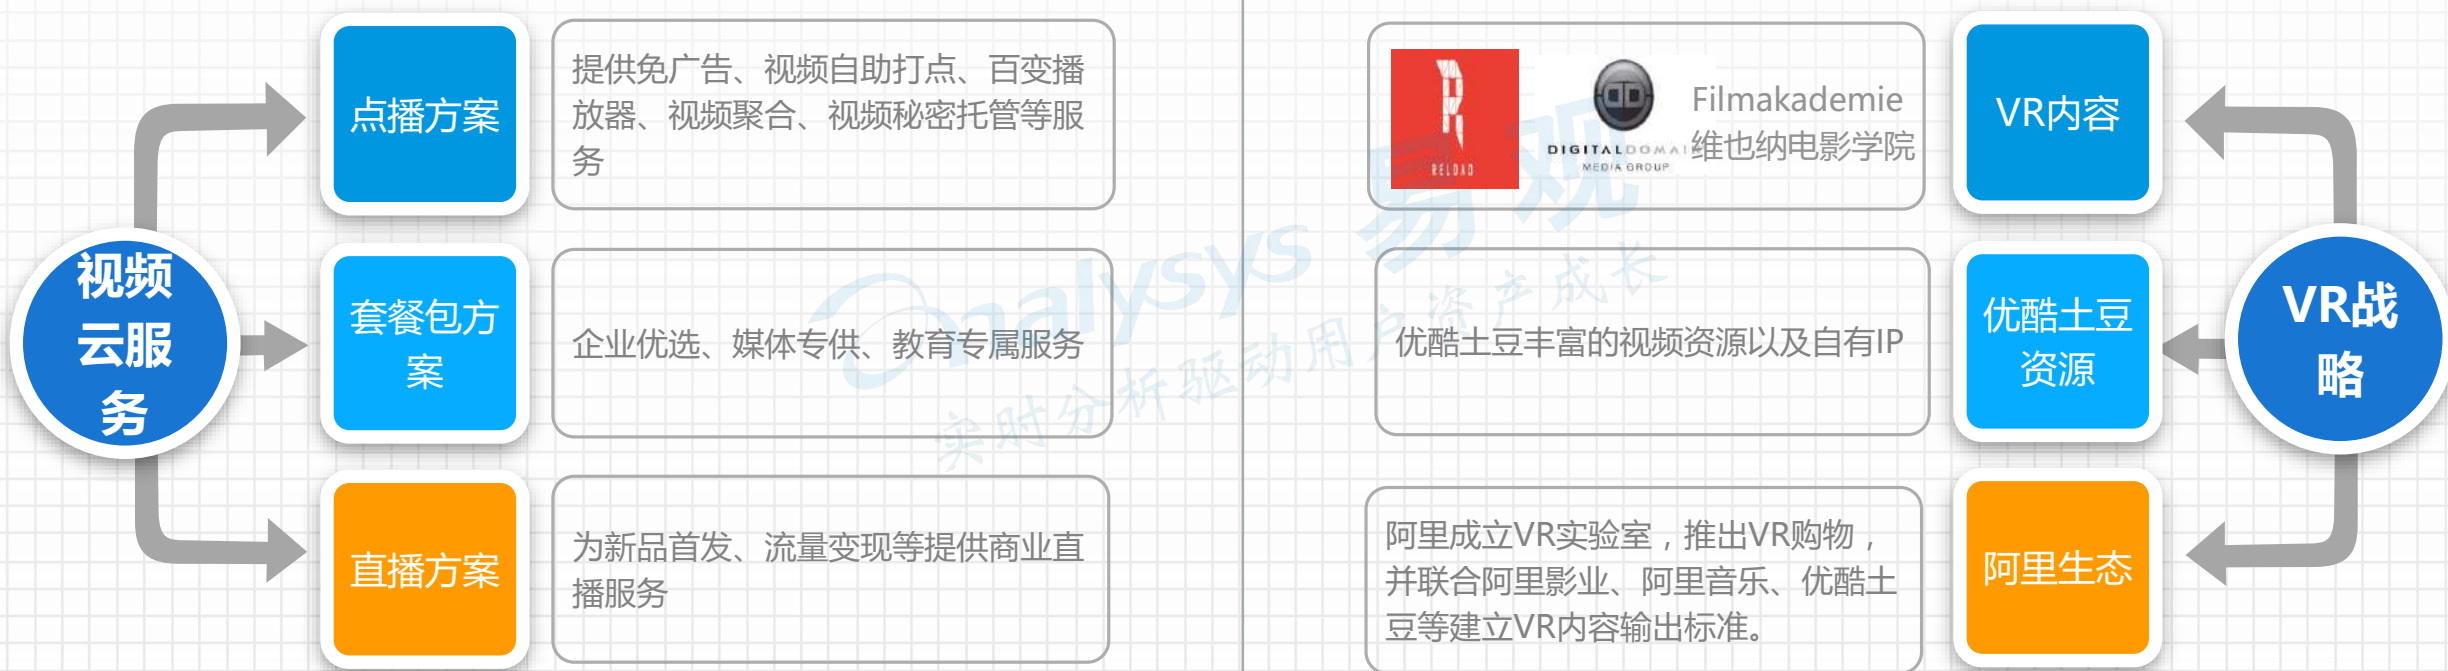 视频
云服
务
点播方案
提供免广告、视频自助打点、百变播
放器、视频聚合、视频秘密托管等服
务
套餐包方
案
企业优选、媒体专供、教育专属服务
直播方案
为新品首发、流量变现等提供商业直
播服务
RELOAD
DIGITALDOMAIN
MEDIA GROUP
Filmakademie
维也纳电影学院
VR内容
优酷土豆丰富的视频资源以及自有IP
优酷土豆
资源
阿里成立VR实验室，推出VR购物，
并联合阿里影业、阿里音乐、优酷土
豆等建立VR内容输出标准。
阿里生态
VR战
略
analysys 易观
实时分析驱动用户资产成长